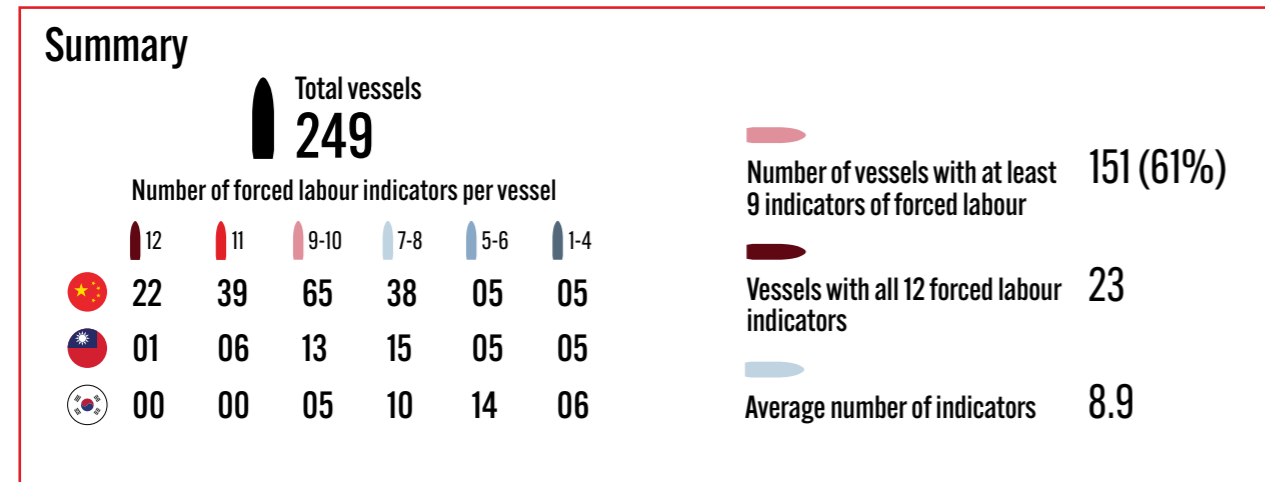 Summary
Total vessels
249
Number of forced labour indicators per vessel
12 11 9-10 7-8 5-6 1-4
22 39 65 38 05 05
01 06 13 15 05 05
00 00 05 10 14 06
Number of vessels with at least 151 (61%)
9 indicators of forced labour
Vessels with all 12 forced labour 23
indicators
Average number of indicators 8.9